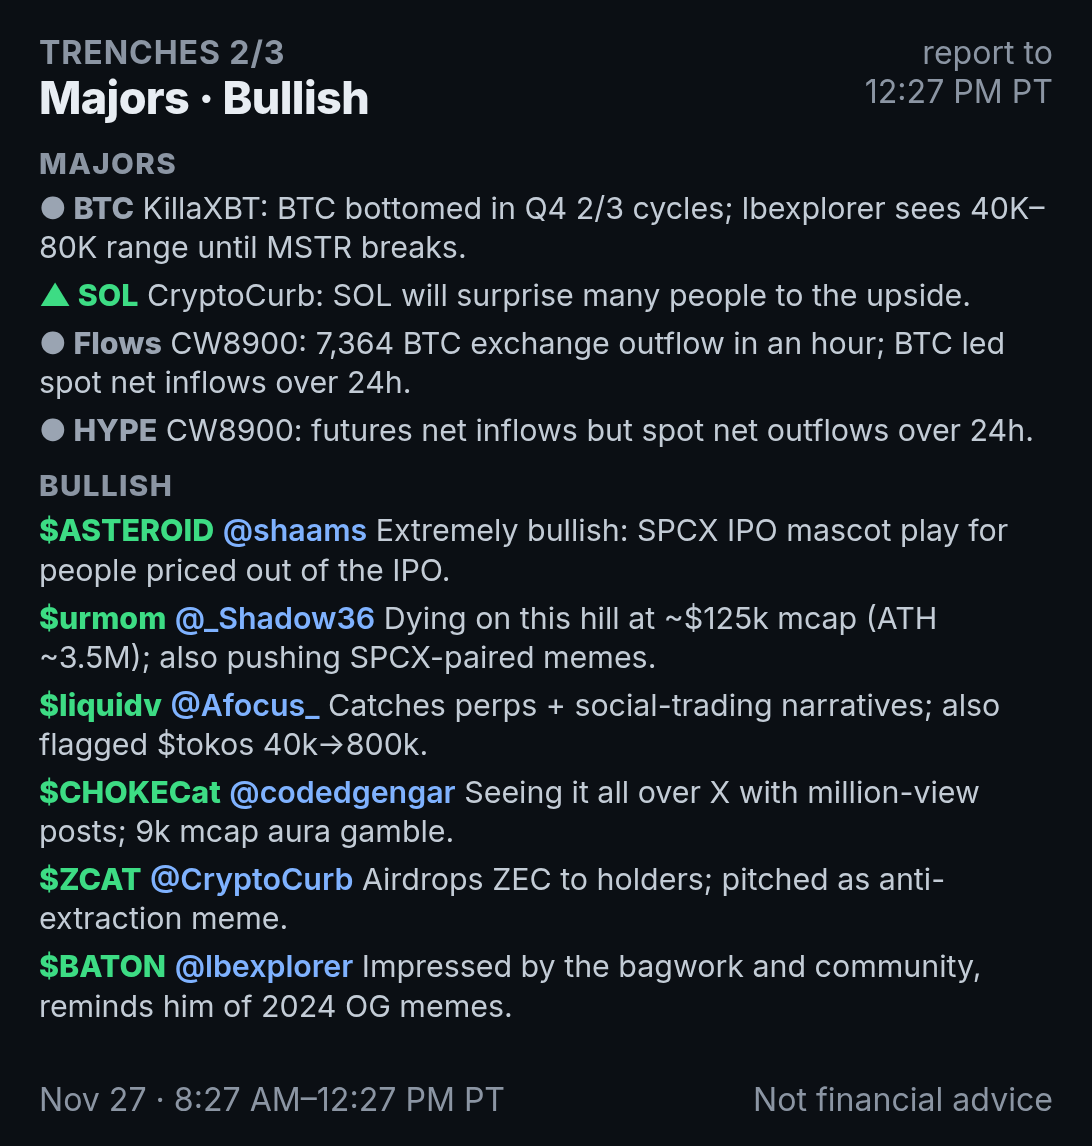 TRENCHES 2/3
Majors · Bullish
report to
12:27 PM PT
MAJORS
● BTC KillaXBT: BTC bottomed in Q4 2/3 cycles; lbexplorer sees 40K–
80K range until MSTR breaks.
▲ SOL CryptoCurb: SOL will surprise many people to the upside.
● Flows CW8900: 7,364 BTC exchange outflow in an hour; BTC led
spot net inflows over 24h.
● HYPE CW8900: futures net inflows but spot net outflows over 24h.
BULLISH
$ASTEROID @shaams Extremely bullish: SPCX IPO mascot play for
people priced out of the IPO.
$urmom @_Shadow36 Dying on this hill at ~$125k mcap (ATH
~3.5M); also pushing SPCX-paired memes.
$liquidv @Afocus_ Catches perps + social-trading narratives; also
flagged $tokos 40k→800k.
$CHOKECat @codedgengar Seeing it all over X with million-view
posts; 9k mcap aura gamble.
$ZCAT @CryptoCurb Airdrops ZEC to holders; pitched as anti-
extraction meme.
$BATON @lbexplorer Impressed by the bagwork and community,
reminds him of 2024 OG memes.
Nov 27 · 8:27 AM–12:27 PM PT
Not financial advice